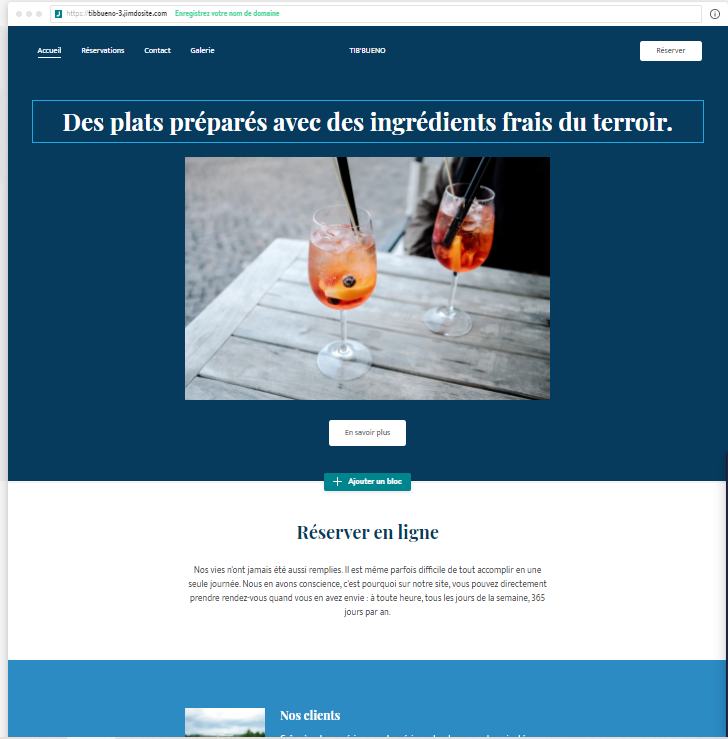 https://tibbueno-3.jimdosite.com Enregistrez votre nom de domaine
Accueil Réservations Contact Galerie TIB'BUENO Réserver
Des plats préparés avec des ingrédients frais du terroir.
En savoir plus
Ajouter un bloc
Réserver en ligne
Nos vies n'ont jamais été aussi remplies. Il est même parfois difficile de tout accomplir en une
seule journée. Nous en avons conscience, c'est pourquoi sur notre site, vous pouvez directement
prendre rendez-vous quand vous en avez envie : à toute heure, tous les jours de la semaine, 365
jours par an.
Nos clients